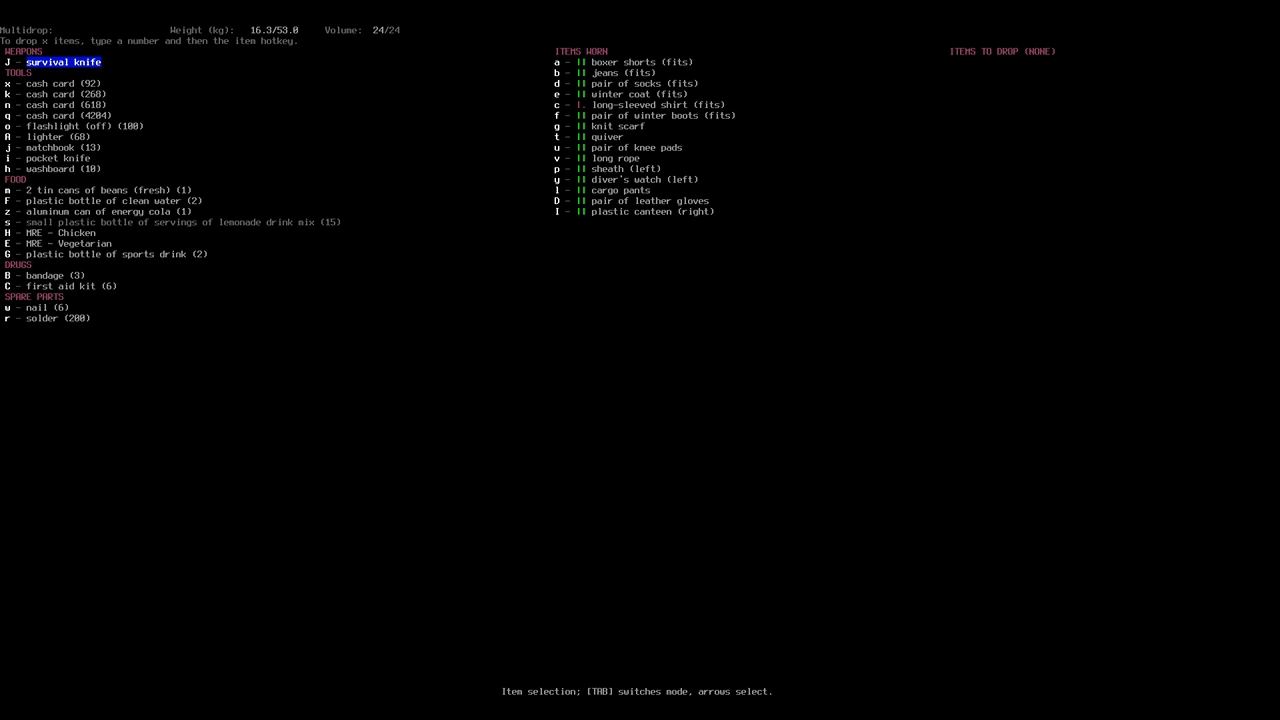 Multidrop: Weight (kg): 16.3/53.0 Volume: 24/24
To drop x items, type a number and then the item hotkey.
WEAPONS
J - survival knife
TOOLS
x - cash card (92)
k - cash card (268)
n - cash card (618)
q - cash card (4204)
o - flashlight (off) (100)
A - lighter (68)
j - matchbook (13)
i - pocket knife
h - washboard (10)
FOOD
m - 2 tin cans of beans (fresh) (1)
F - plastic bottle of clean water (2)
z - aluminum can of energy cola (1)
s - small plastic bottle of servings of lemonade drink mix (15)
H - MRE - Chicken
E - MRE - Vegetarian
G - plastic bottle of sports drink (2)
DRUGS
B - bandage (3)
C - first aid kit (6)
SPARE PARTS
w - nail (6)
r - solder (200)
ITEMS WORN
a - || boxer shorts (fits)
b - || jeans (fits)
d - || pair of socks (fits)
e - || winter coat (fits)
c - |. long-sleeved shirt (fits)
f - || pair of winter boots (fits)
g - || knit scarf
t - || quiver
u - || pair of knee pads
v - || long rope
p - || sheath (left)
y - || diver's watch (left)
l - || cargo pants
D - || pair of leather gloves
I - || plastic canteen (right)
ITEMS TO DROP (NONE)
Item selection; [TAB] switches mode, arrows select.